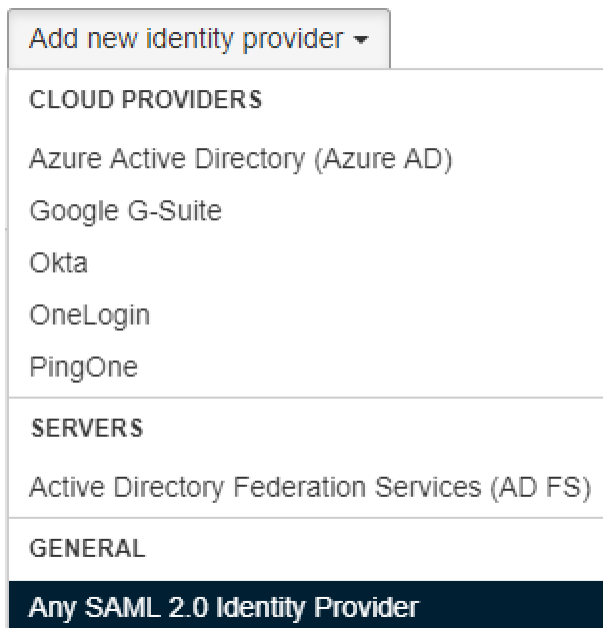 Add new identity provider
CLOUD PROVIDERS
Azure Active Directory (Azure AD)
Google G-Suite
Okta
OneLogin
PingOne
SERVERS
Active Directory Federation Services (AD FS)
GENERAL
Any SAML 2.0 Identity Provider